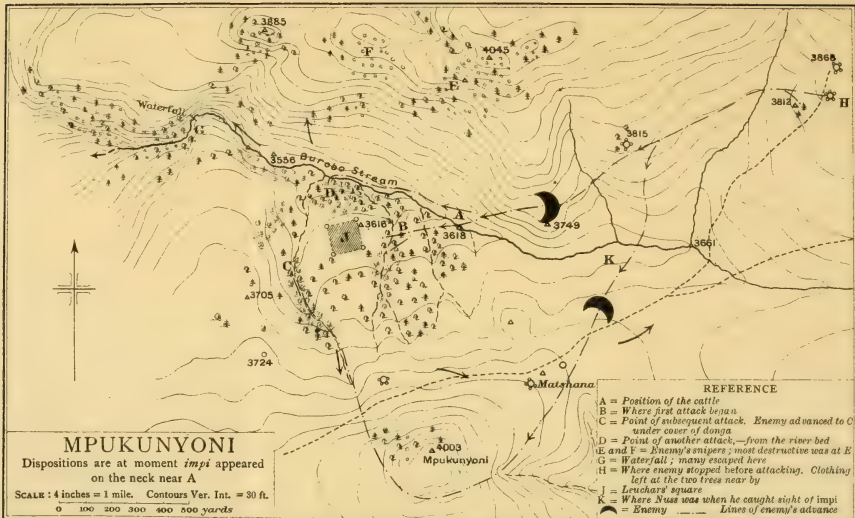 3885
F
4045
E
3868
H
3812
3815
Waterfall
G
3556
Burobo Stream
D
3616
J
B
A
3618
3749
3661
K
C
3705
3724
Matshana
4003
Mpukunyoni
MPUKUNYONI
Dispositions are at moment impi appeared
on the neck near A
SCALE : 4 inches = 1 mile. Contours Ver. Int. = 30 ft.
0 100 200 400 600 800 yards
REFERENCE
A = Position of the cattle
B = Where first attack began
C = Point of subsequent attack. Enemy advanced to C
under cover of donga
D = Point of another attack,—from the river bed
E and F = Enemy's snipers; most destructive was at E
G = Waterfall; many escaped here
H = Where enemy stopped before attacking. Clothing
left at the two trees near by
J = Leuchars' square
K = Where Nuss was when he caught sight of impi
= Enemy Lines of enemy's advance